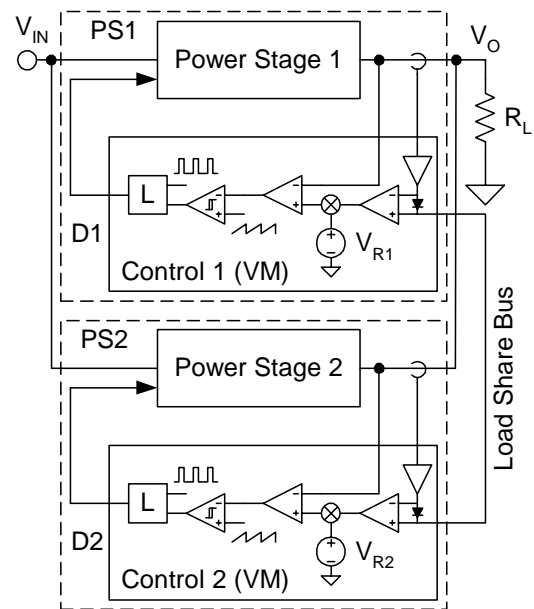 V_IN
PS1
Power Stage 1
V_O
R_L
L
D1
- + - + - +
+
V_R1
Control 1 (VM)
PS2
Power Stage 2
Load Share Bus
L
D2
- + - + - +
+
V_R2
Control 2 (VM)